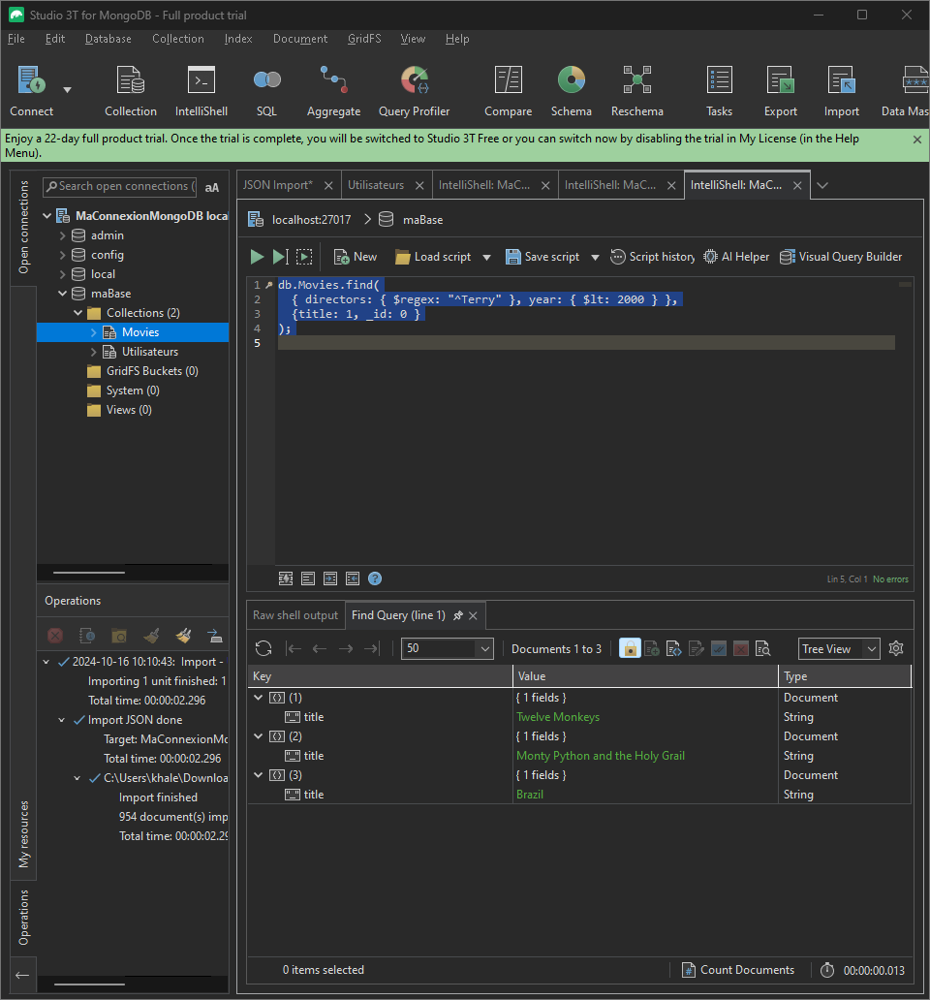 Studio 3T for MongoDB - Full product trial
File Edit Database Collection Index Document GridFS View Help
Connect Collection IntelliShell SQL Aggregate Query Profiler Compare Schema Reschema Tasks Export Import Data Mas
Enjoy a 22-day full product trial. Once the trial is complete, you will be switched to Studio 3T Free or you can switch now by disabling the trial in My License (in the Help
Menu).
Open connections
Search open connections ( aA
MaConnexionMongoDB loca
admin
config
local
maBase
Collections (2)
Movies
Utilisateurs
GridFS Buckets (0)
System (0)
Views (0)
JSON Import* Utilisateurs IntelliShell: MaC... IntelliShell: MaC... IntelliShell: MaC...
localhost:27017 maBase
New Load script Save script Script history AI Helper Visual Query Builder
1 db.Movies.find(
2 { directors: { $regex: "^Terry" }, year: { $lt: 2000 } },
3 {title: 1, _id: 0 }
4 );
5
Lin 5, Col 1 No errors
Operations
2024-10-16 10:10:43: Import -
Importing 1 unit finished: 1
Total time: 00:00:02.296
Import JSON done
Target: MaConnexionMo
Total time: 00:00:02.296
C:\Users\khale\Downloa
Import finished
954 document(s) imp
Total time: 00:00:02.29
My resources
Operations
Raw shell output Find Query (line 1)
50 Documents 1 to 3 Tree View
Key Value Type
(1) { 1 fields } Document
title Twelve Monkeys String
(2) { 1 fields } Document
title Monty Python and the Holy Grail String
(3) { 1 fields } Document
title Brazil String
0 items selected Count Documents 00:00:00.013